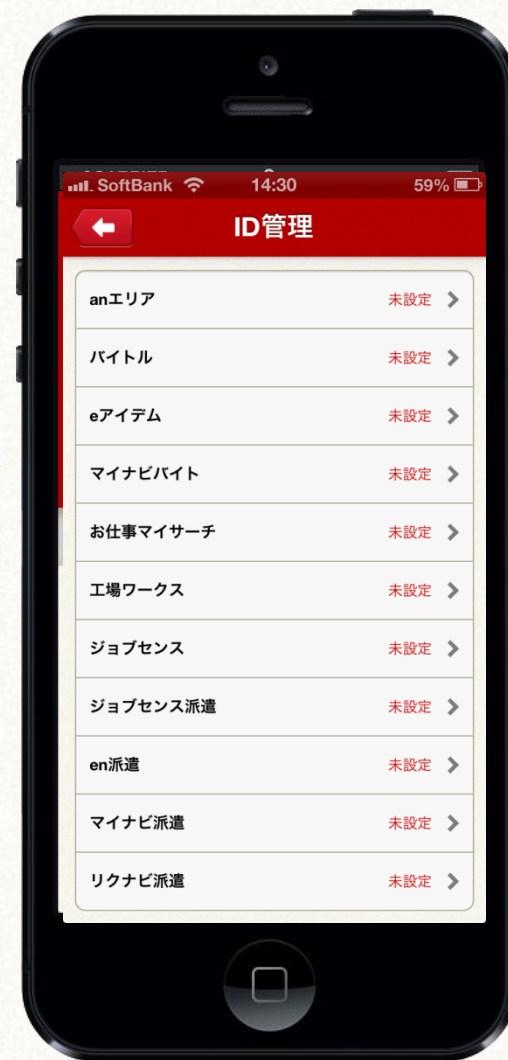 SoftBank 14:30 59%
ID管理
anエリア 未設定
バイトル 未設定
eアイデム 未設定
マイナビバイト 未設定
お仕事マイサーチ 未設定
工場ワークス 未設定
ジョブセンス 未設定
ジョブセンス派遣 未設定
en派遣 未設定
マイナビ派遣 未設定
リクナビ派遣 未設定